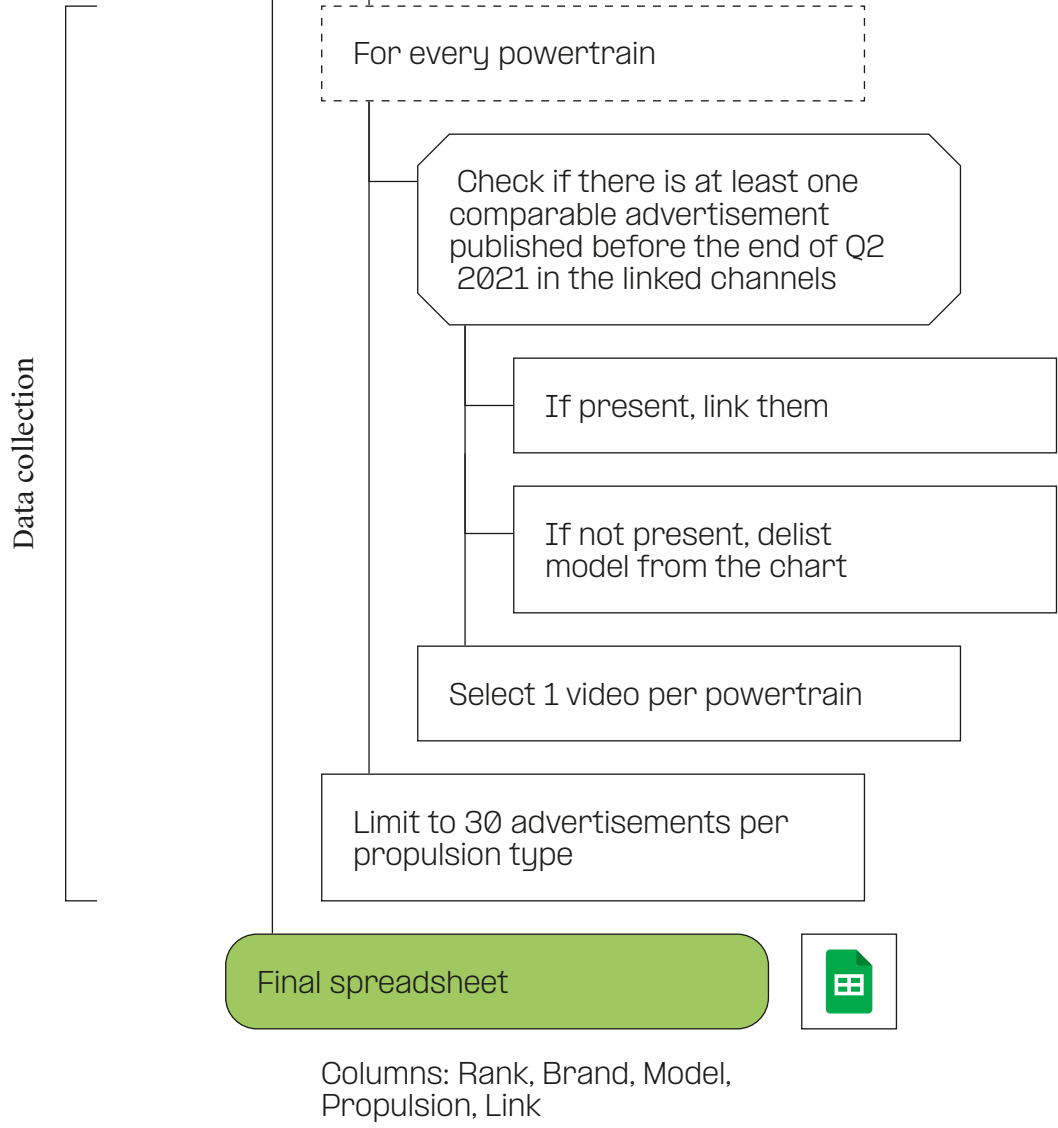 For every powertrain
Check if there is at least one
comparable advertisement
published before the end of Q2
2021 in the linked channels
If present, link them
If not present, delist
model from the chart
Select 1 video per powertrain
Limit to 30 advertisements per
propulsion type
Data collection
Final spreadsheet
Columns: Rank, Brand, Model,
Propulsion, Link